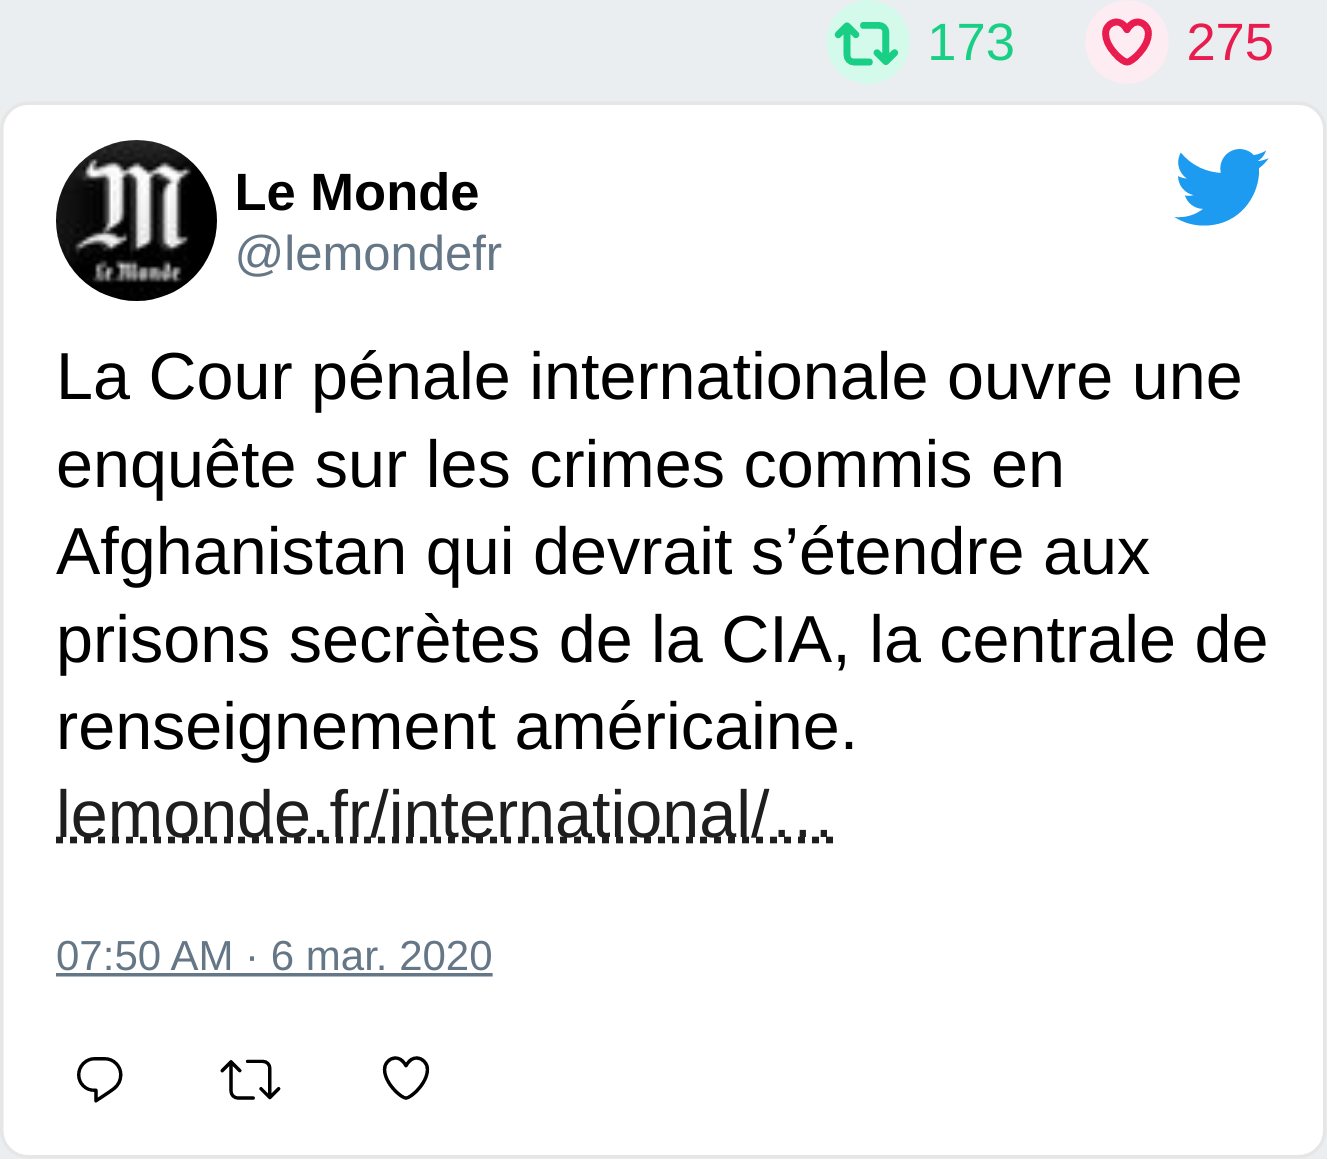 173 275
Le Monde
Le Monde
@lemondefr
La Cour pénale internationale ouvre une
enquête sur les crimes commis en
Afghanistan qui devrait s’étendre aux
prisons secrètes de la CIA, la centrale de
renseignement américaine.
lemonde.fr/international/…
07:50 AM · 6 mar. 2020